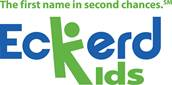 The first name in second chances.℠
Eckerd
kids